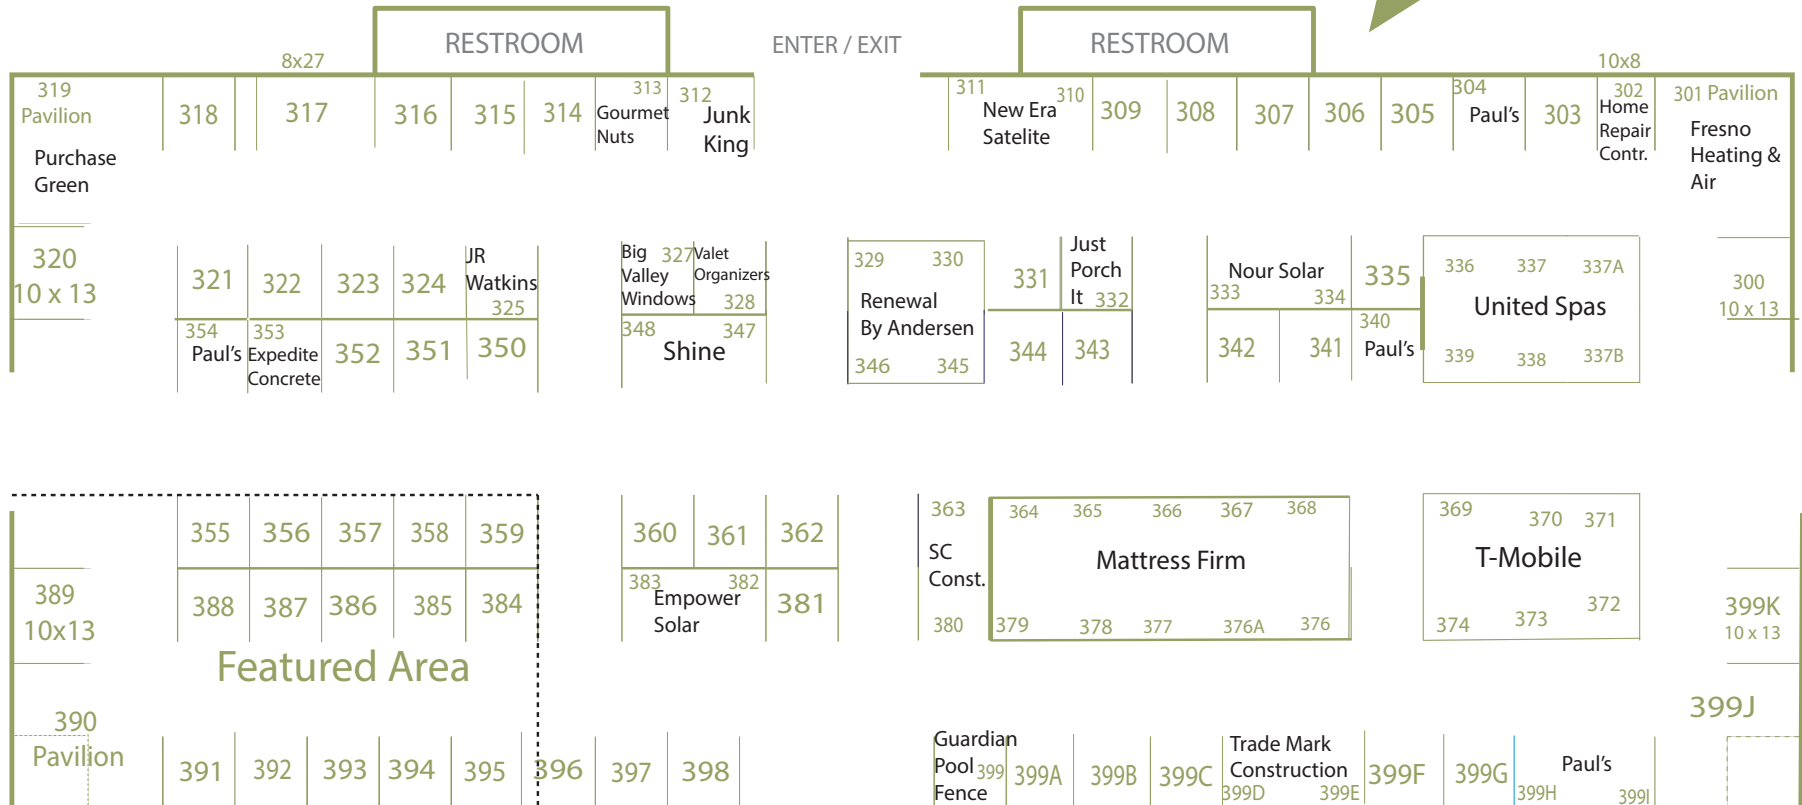 RESTROOM
ENTER / EXIT
RESTROOM
8x27
10x8
319
Pavilion
Purchase
Green
318
317
316
315
314
313
Gourmet
Nuts
312
Junk
King
311
New Era
Satelite
310
309
308
307
306
305
304
Paul's
303
302
Home
Repair
Contr.
301 Pavilion
Fresno
Heating &
Air
320
10 x 13
321
322
323
324
JR
Watkins
325
Big
Valley
Windows
327
Valet
Organizers
328
329
330
Renewal
By Andersen
346
345
331
Just
Porch
It
332
Nour Solar
333
334
335
336
337
337A
United Spas
339
338
337B
300
10 x 13
354
Paul's
353
Expedite
Concrete
352
351
350
348
347
Shine
344
343
342
341
340
Paul's
355
356
357
358
359
360
361
362
363
SC
Const.
380
364
365
366
367
368
Mattress Firm
379
378
377
376A
376
369
370
371
T-Mobile
374
373
372
389
10x13
388
387
386
385
384
383
382
Empower
Solar
381
399K
10 x 13
Featured Area
390
Pavilion
391
392
393
394
395
396
397
398
Guardian
Pool
Fence
399
399A
399B
399C
Trade Mark
Construction
399D
399E
399F
399G
Paul's
399H
399I
399J